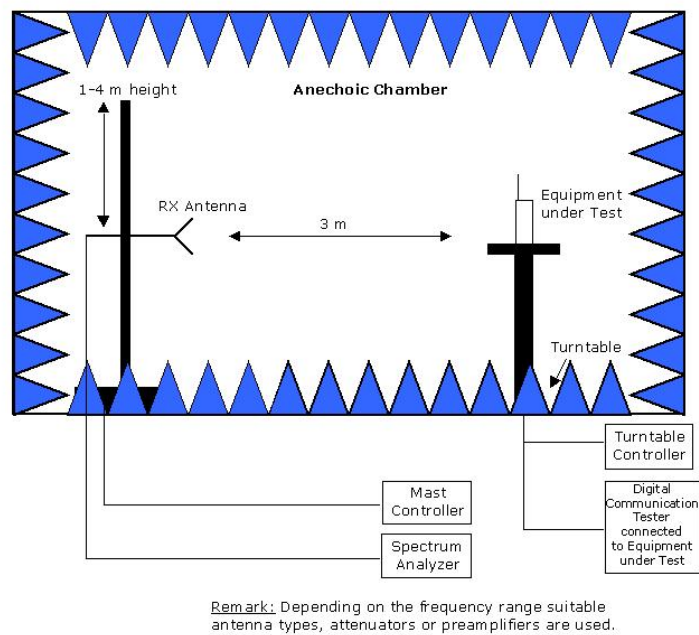 1-4 m height
Anechoic Chamber
RX Antenna
3 m
Equipment
under Test
Turntable
Turntable
Controller
Mast
Controller
Digital
Communication
Tester
connected
to Equipment
under Test
Spectrum
Analyzer
Remark: Depending on the frequency range suitable
antenna types, attenuators or preamplifiers are used.